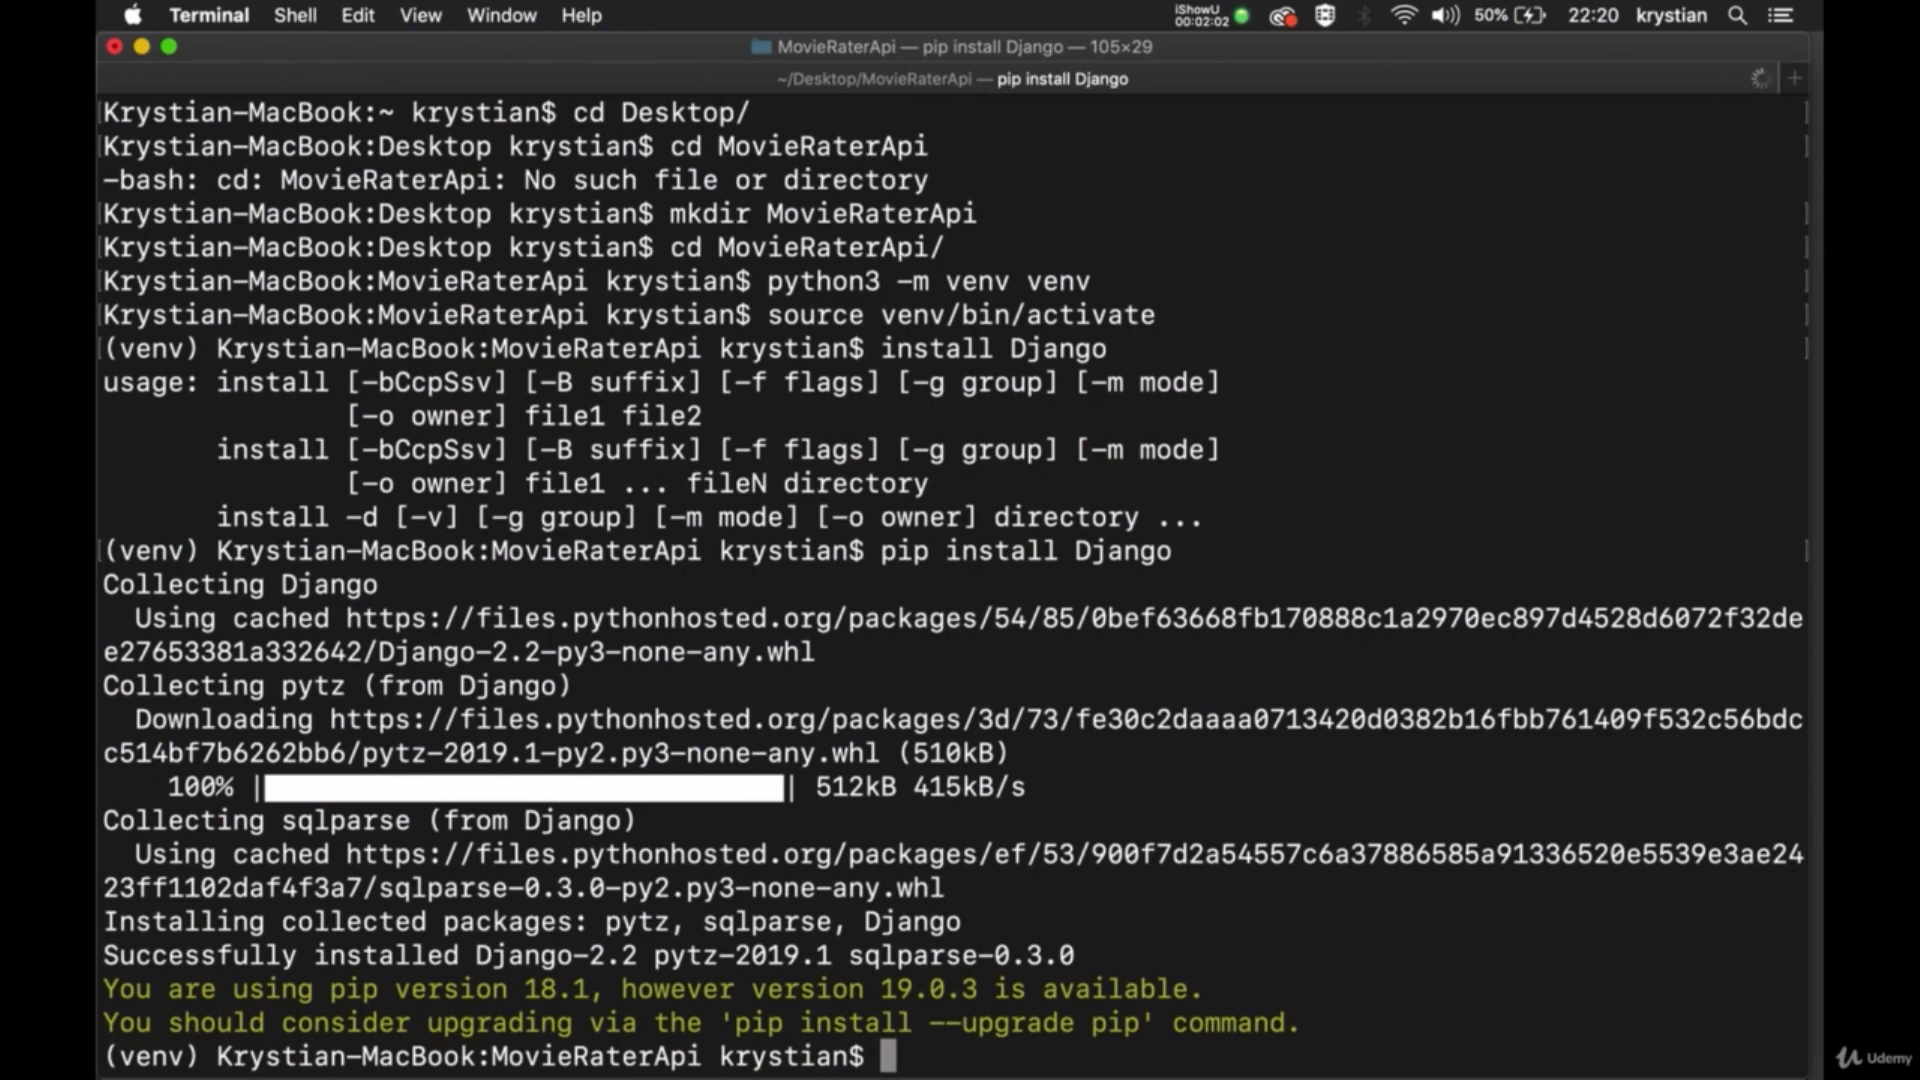 Terminal Shell Edit View Window Help iShowU 00:02:02 50% 22:20 krystian
MovieRaterApi — pip install Django — 105×29
~/Desktop/MovieRaterApi — pip install Django
Krystian-MacBook:~ krystian$ cd Desktop/
Krystian-MacBook:Desktop krystian$ cd MovieRaterApi
-bash: cd: MovieRaterApi: No such file or directory
Krystian-MacBook:Desktop krystian$ mkdir MovieRaterApi
Krystian-MacBook:Desktop krystian$ cd MovieRaterApi/
Krystian-MacBook:MovieRaterApi krystian$ python3 -m venv venv
Krystian-MacBook:MovieRaterApi krystian$ source venv/bin/activate
(venv) Krystian-MacBook:MovieRaterApi krystian$ install Django
usage: install [-bCcpSsv] [-B suffix] [-f flags] [-g group] [-m mode]
[-o owner] file1 file2
install [-bCcpSsv] [-B suffix] [-f flags] [-g group] [-m mode]
[-o owner] file1 ... fileN directory
install -d [-v] [-g group] [-m mode] [-o owner] directory ...
(venv) Krystian-MacBook:MovieRaterApi krystian$ pip install Django
Collecting Django
Using cached https://files.pythonhosted.org/packages/54/85/0bef63668fb170888c1a2970ec897d4528d6072f32de
e27653381a332642/Django-2.2-py3-none-any.whl
Collecting pytz (from Django)
Downloading https://files.pythonhosted.org/packages/3d/73/fe30c2daaaa0713420d0382b16fbb761409f532c56bdc
c514bf7b6262bb6/pytz-2019.1-py2.py3-none-any.whl (510kB)
100% || 512kB 415kB/s
Collecting sqlparse (from Django)
Using cached https://files.pythonhosted.org/packages/ef/53/900f7d2a54557c6a37886585a91336520e5539e3ae24
23ff1102daf4f3a7/sqlparse-0.3.0-py2.py3-none-any.whl
Installing collected packages: pytz, sqlparse, Django
Successfully installed Django-2.2 pytz-2019.1 sqlparse-0.3.0
You are using pip version 18.1, however version 19.0.3 is available.
You should consider upgrading via the 'pip install --upgrade pip' command.
(venv) Krystian-MacBook:MovieRaterApi krystian$
Udemy